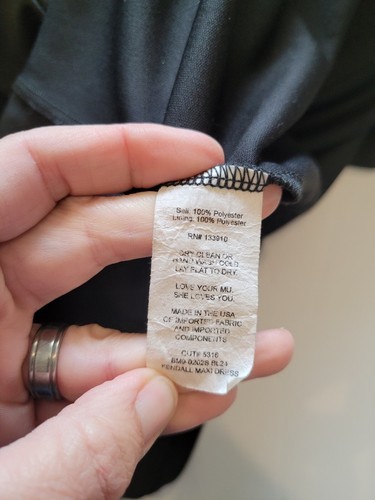 Self: 100% Polyester
Lining: 100% Polyester
RN# 133910
DRY CLEAN OR
HAND WASH COLD.
LAY FLAT TO DRY.
LOVE YOUR MU.
SHE LOVES YOU.
MADE IN THE USA
OF IMPORTED FABRIC
AND IMPORTED
COMPONENTS
CUT# 5316
KENDALL MAXI DRESS